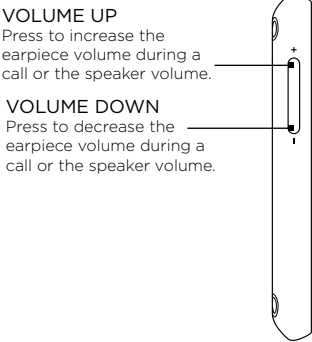 VOLUME UP
Press to increase the
earpiece volume during a
call or the speaker volume.
VOLUME DOWN
Press to decrease the
earpiece volume during a
call or the speaker volume.
+
-